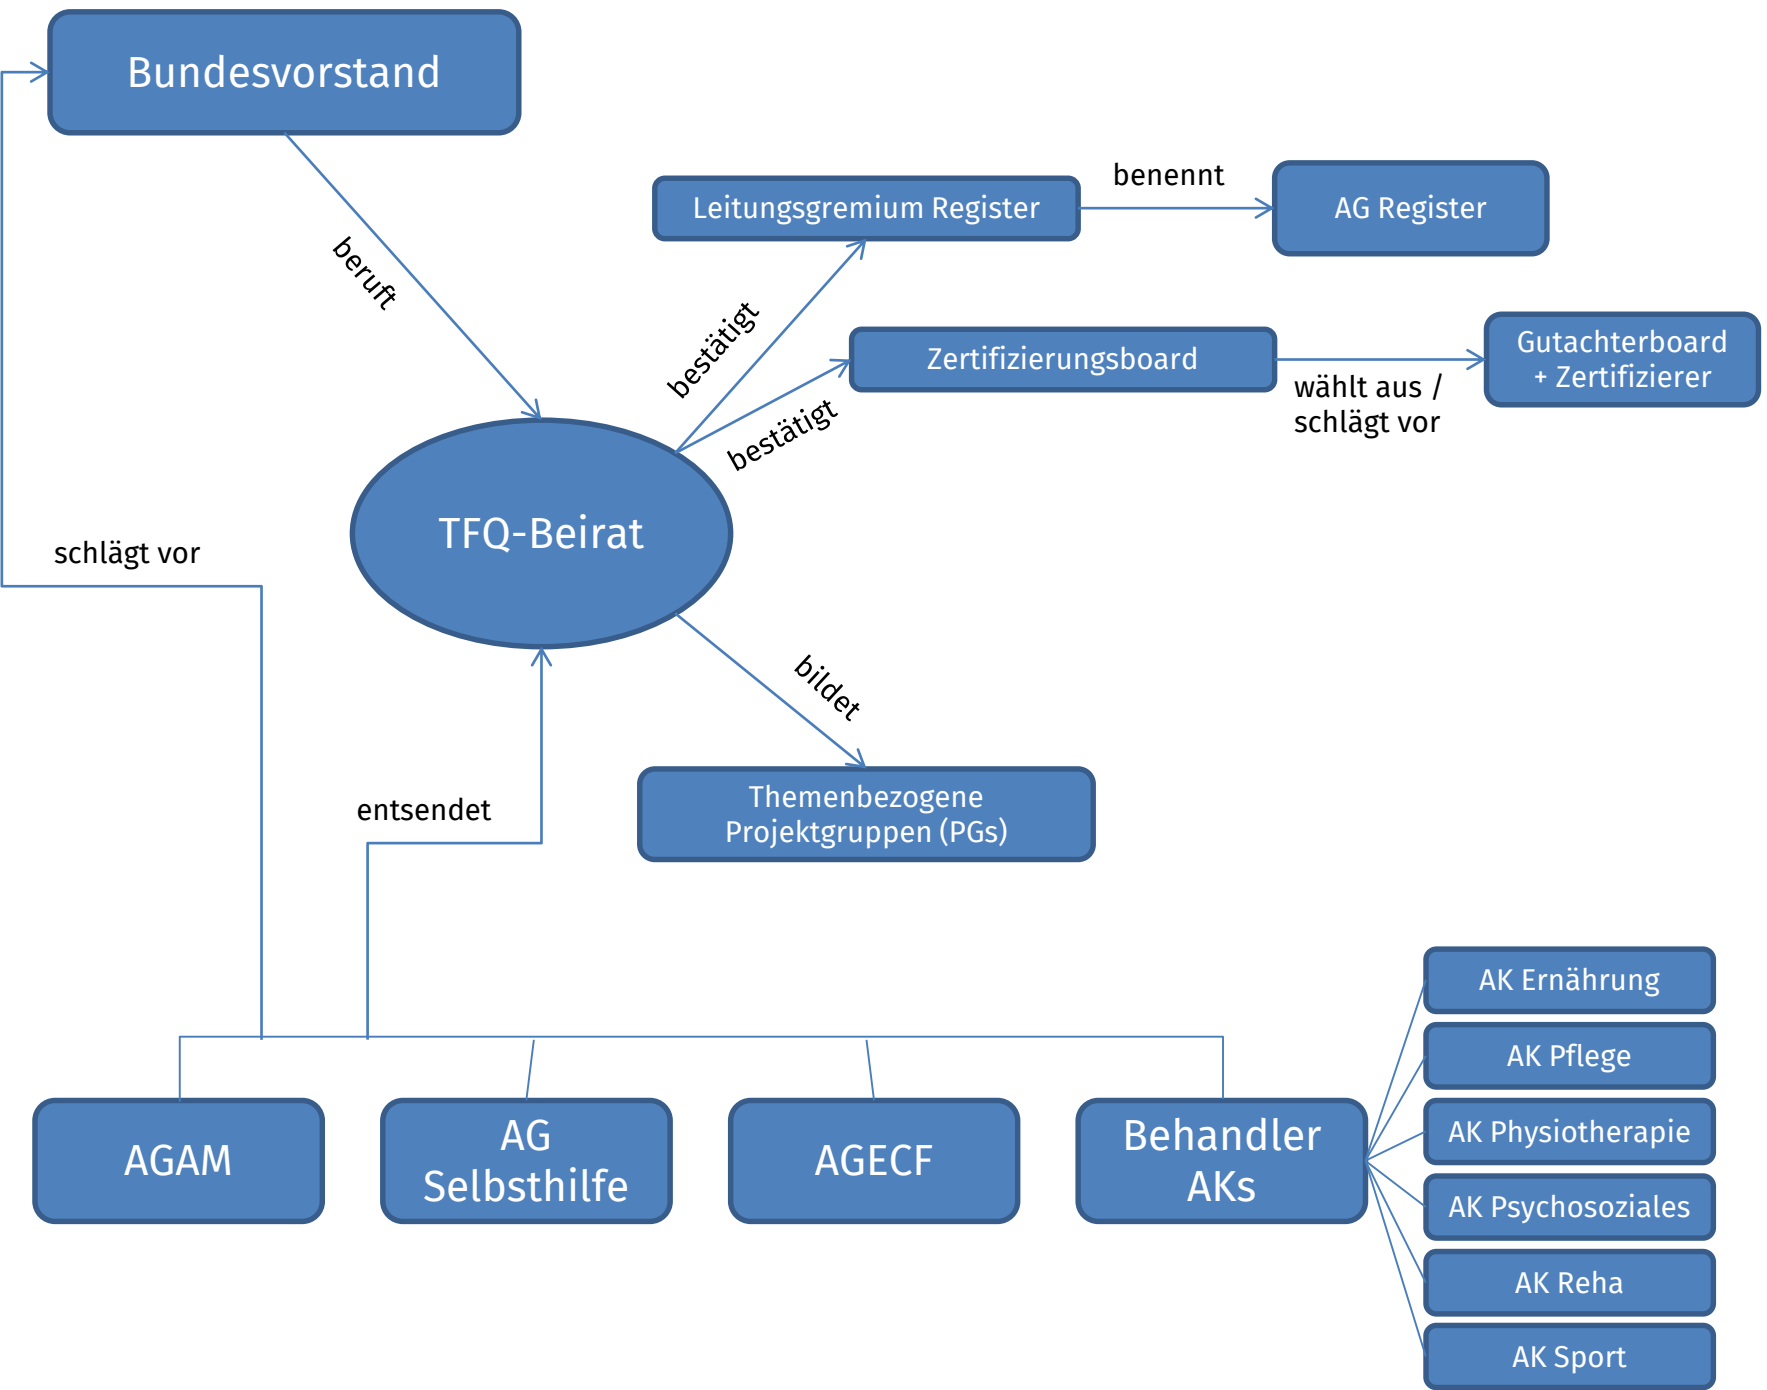 Bundesvorstand
beruft
Leitungsgremium Register
benennt
AG Register
bestätigt
Zertifizierungsboard
bestätigt
wählt aus /
schlägt vor
Gutachterboard
+ Zertifizierer
TFQ-Beirat
schlägt vor
bildet
entsendet
Themenbezogene
Projektgruppen (PGs)
AGAM
AG
Selbsthilfe
AGECF
Behandler
AKs
AK Ernährung
AK Pflege
AK Physiotherapie
AK Psychosoziales
AK Reha
AK Sport